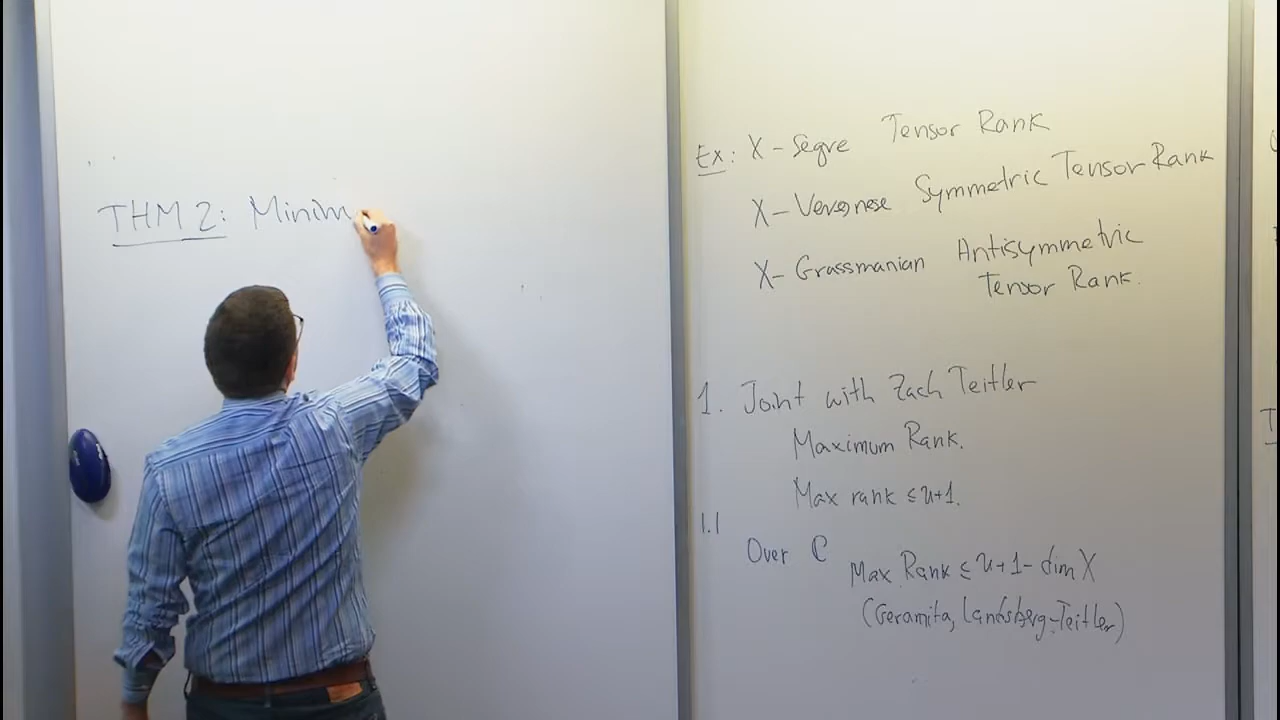 THM 2: Minim
Ex: X - Segre Tensor Rank
X - Veronese Symmetric Tensor Rank
X - Grassmanian Antisymmetric
Tensor Rank.
1. Joint with Zach Teitler
Maximum Rank.
Max rank ≤ n+1.
1.1
Over ℂ Max Rank ≤ n+1 - dim X
(Geramita, Landsberg-Teitler)